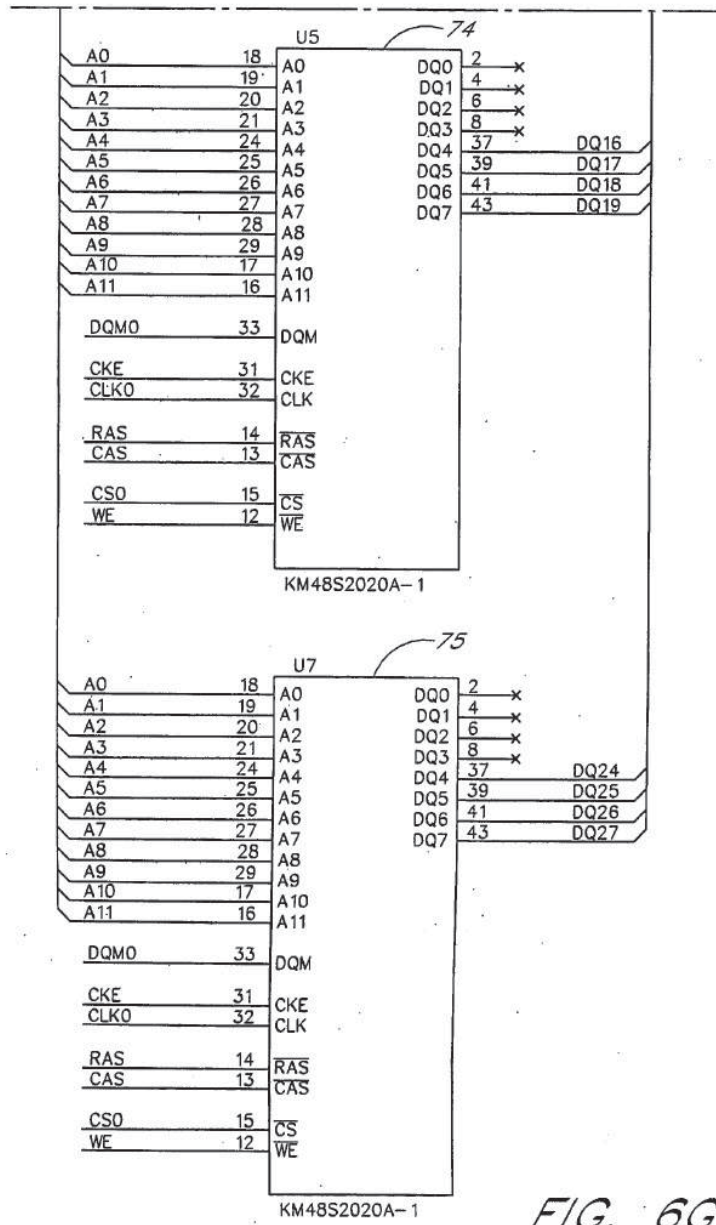 U5 74
A0 18 A0 DQ0 2
A1 19 A1 DQ1 4
A2 20 A2 DQ2 6
A3 21 A3 DQ3 8
A4 24 A4 DQ4 37 DQ16
A5 25 A5 DQ5 39 DQ17
A6 26 A6 DQ6 41 DQ18
A7 27 A7 DQ7 43 DQ19
A8 28 A8
A9 29 A9
A10 17 A10
A11 16 A11
DQM0 33 DQM
CKE 31 CKE
CLK0 32 CLK
RAS 14 RAS
CAS 13 CAS
CS0 15 CS
WE 12 WE
KM48S2020A-1
U7 75
A0 18 A0 DQ0 2
A1 19 A1 DQ1 4
A2 20 A2 DQ2 6
A3 21 A3 DQ3 8
A4 24 A4 DQ4 37 DQ24
A5 25 A5 DQ5 39 DQ25
A6 26 A6 DQ6 41 DQ26
A7 27 A7 DQ7 43 DQ27
A8 28 A8
A9 29 A9
A10 17 A10
A11 16 A11
DQM0 33 DQM
CKE 31 CKE
CLK0 32 CLK
RAS 14 RAS
CAS 13 CAS
CS0 15 CS
WE 12 WE
KM48S2020A-1
FIG. 6G